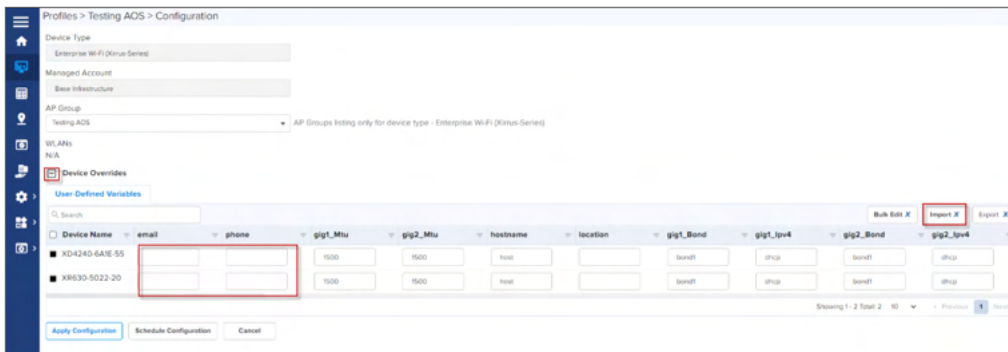 Profiles > Testing AOS > Configuration
Device Type
Enterprise Wi-Fi (Xirrus-Series)
Managed Account
Base Infrastructure
AP Group
Testing AOS
AP Groups listing only for device type - Enterprise Wi-Fi (Xirrus-Series)
WLANs
N/A
Device Overrides
User-Defined Variables
Search
Bulk Edit
Import
Export
Device Name email phone gig1_Mtu gig2_Mtu hostname location gig1_Bond gig1_Ipv4 gig2_Bond gig2_Ipv4
XD4240-6A1E-55 1500 1500 host bond1 dhcp bond1 dhcp
XR630-5022-20 1500 1500 host bond1 dhcp bond1 dhcp
Showing 1 - 2 Total: 2 10 < Previous 1 Next
Apply Configuration Schedule Configuration Cancel